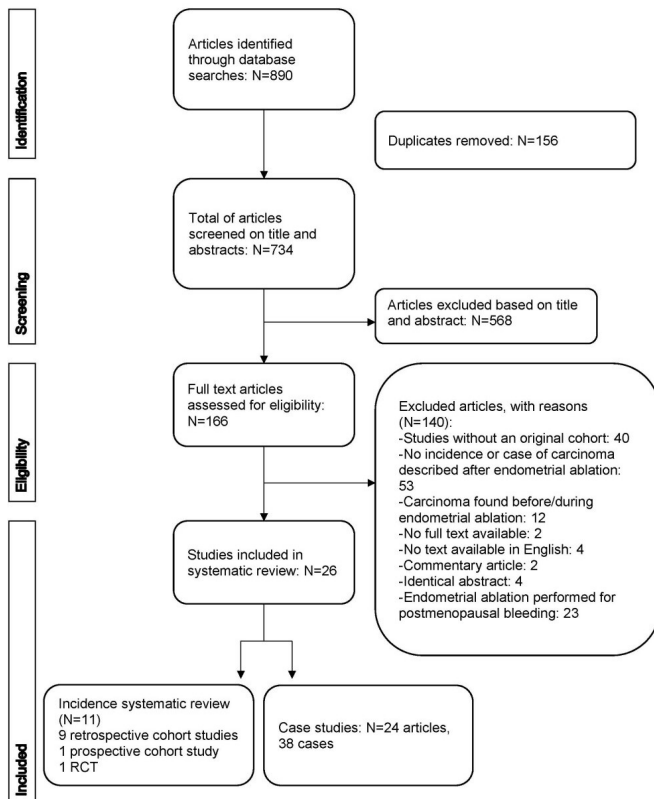 Identification
Articles identified
through database
searches: N=890
Duplicates removed: N=156
Screening
Total of articles
screened on title and
abstracts: N=734
Articles excluded based on title
and abstract: N=568
Eligibility
Full text articles
assessed for eligibility:
N=166
Excluded articles, with reasons
(N=140):
-Studies without an original cohort: 40
-No incidence or case of carcinoma
described after endometrial ablation:
53
-Carcinoma found before/during
endometrial ablation: 12
-No full text available: 2
-No text available in English: 4
-Commentary article: 2
-Identical abstract: 4
-Endometrial ablation performed for
postmenopausal bleeding: 23
Included
Studies included in
systematic review: N=26
Incidence systematic review
(N=11)
9 retrospective cohort studies
1 prospective cohort study
1 RCT
Case studies: N=24 articles,
38 cases